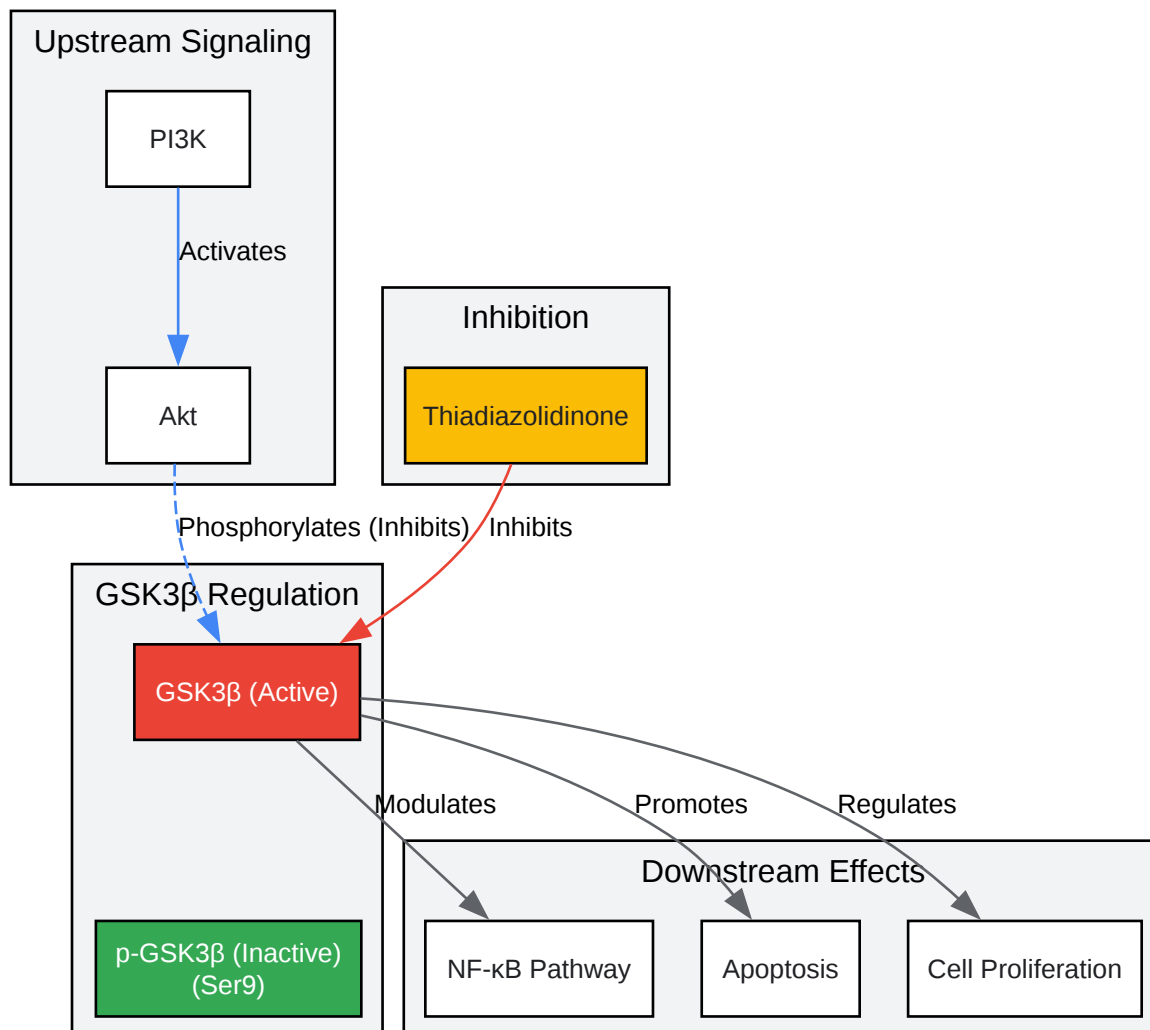 Upstream Signaling
PI3K
Activates
Inhibition
Akt
Thiadiazolidinone
Phosphorylates (Inhibits)
Inhibits
GSK3β Regulation
GSK3β (Active)
Modulates
Promotes
Regulates
Downstream Effects
p-GSK3β (Inactive)
(Ser9)
NF-κB Pathway
Apoptosis
Cell Proliferation